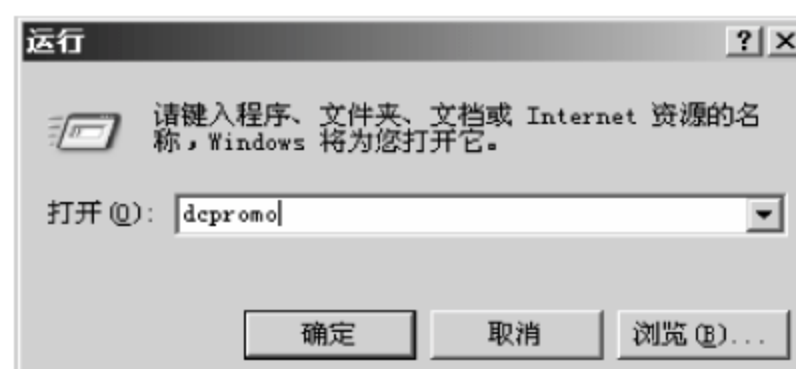 运行
请键入程序、文件夹、文档或 Internet 资源的名
称，Windows 将为您打开它。
打开(O): dcpromo
确定 取消 浏览(B)...